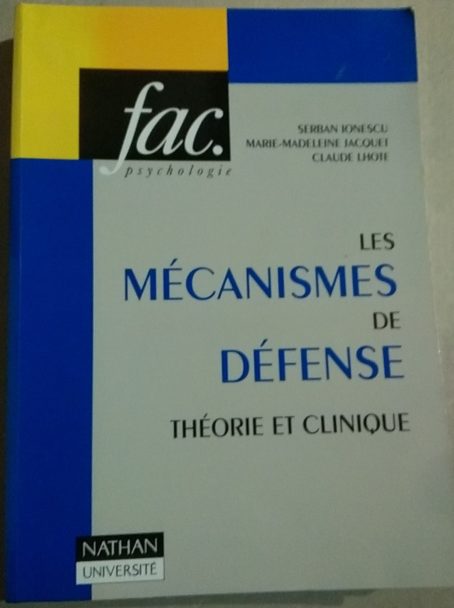 fac.
psychologie
SERBAN IONESCU
MARIE-MADELEINE JACQUET
CLAUDE LHOTE
LES
MÉCANISMES
DE
DÉFENSE
THÉORIE ET CLINIQUE
NATHAN
UNIVERSITÉ